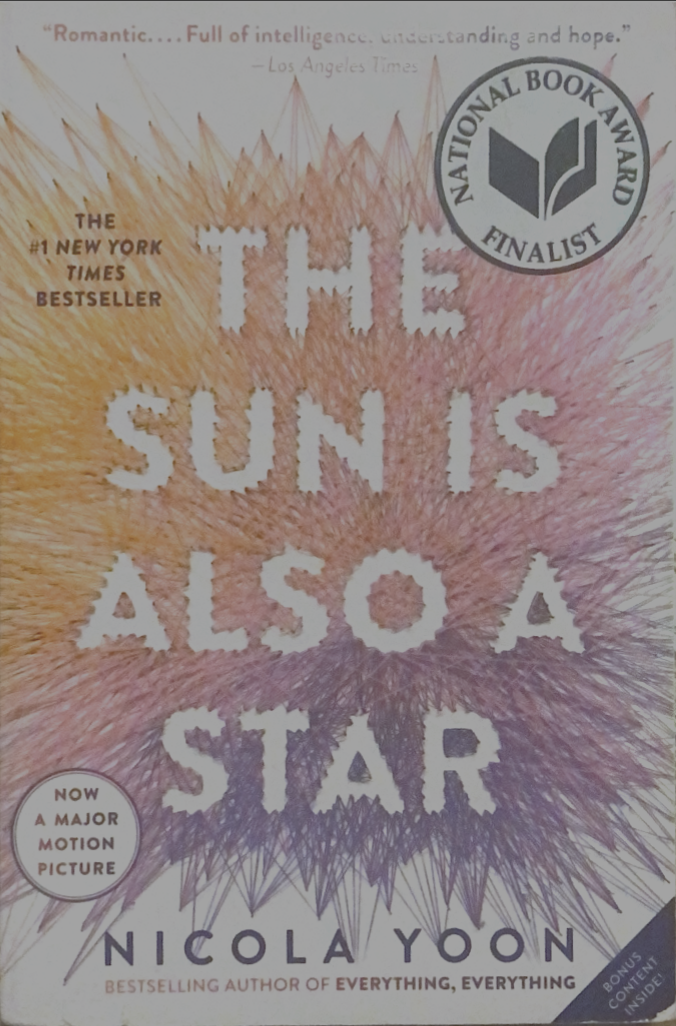 "Romantic.... Full of intelligence, understanding and hope."
—Los Angeles Times
NATIONAL BOOK AWARD
FINALIST
THE
#1 NEW YORK
TIMES
BESTSELLER
THE
SUN IS
ALSO A
STAR
NOW
A MAJOR
MOTION
PICTURE
NICOLA YOON
BESTSELLING AUTHOR OF EVERYTHING, EVERYTHING
BONUS
CONTENT
INSIDE!